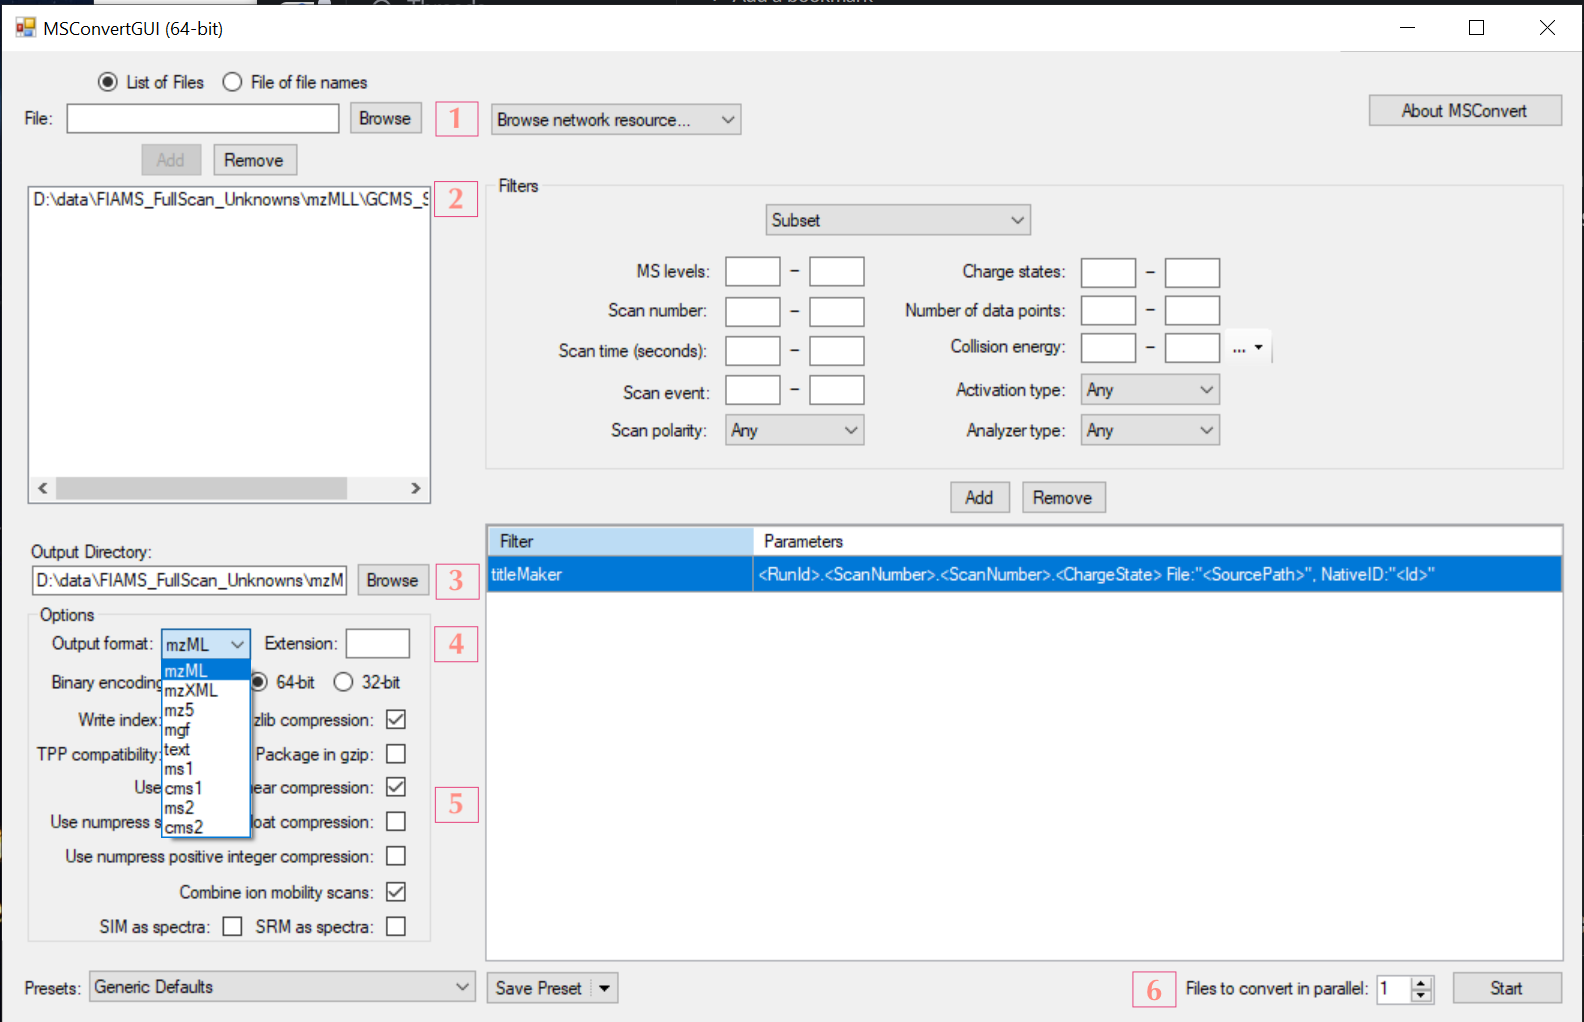 MSConvertGUI (64-bit)
List of Files File of file names
File: Browse 1 Browse network resource... About MSConvert
Add Remove
D:\data\FIAMS_FullScan_Unknowns\mzMLL\GCMS_S 2
Filters
Subset
MS levels: – Charge states: –
Scan number: – Number of data points: –
Scan time (seconds): – Collision energy: – ...
Scan event: – Activation type: Any
Scan polarity: Any Analyzer type: Any
Add Remove
Filter Parameters
titleMaker <RunId>.<ScanNumber>.<ScanNumber>.<ChargeState> File:"<SourcePath>", NativeID:"<Id>"
Output Directory:
D:\data\FIAMS_FullScan_Unknowns\mzM Browse 3
Options
Output format: mzML Extension: 4
mzML
mzXML
mz5
mgf
text
ms1
cms1
ms2
cms2
Binary encoding 64-bit 32-bit
Write index: zlib compression:
TPP compatibility: Package in gzip:
Use ear compression: 5
Use numpress s loat compression:
Use numpress positive integer compression:
Combine ion mobility scans:
SIM as spectra: SRM as spectra:
Presets: Generic Defaults Save Preset 6 Files to convert in parallel: 1 Start